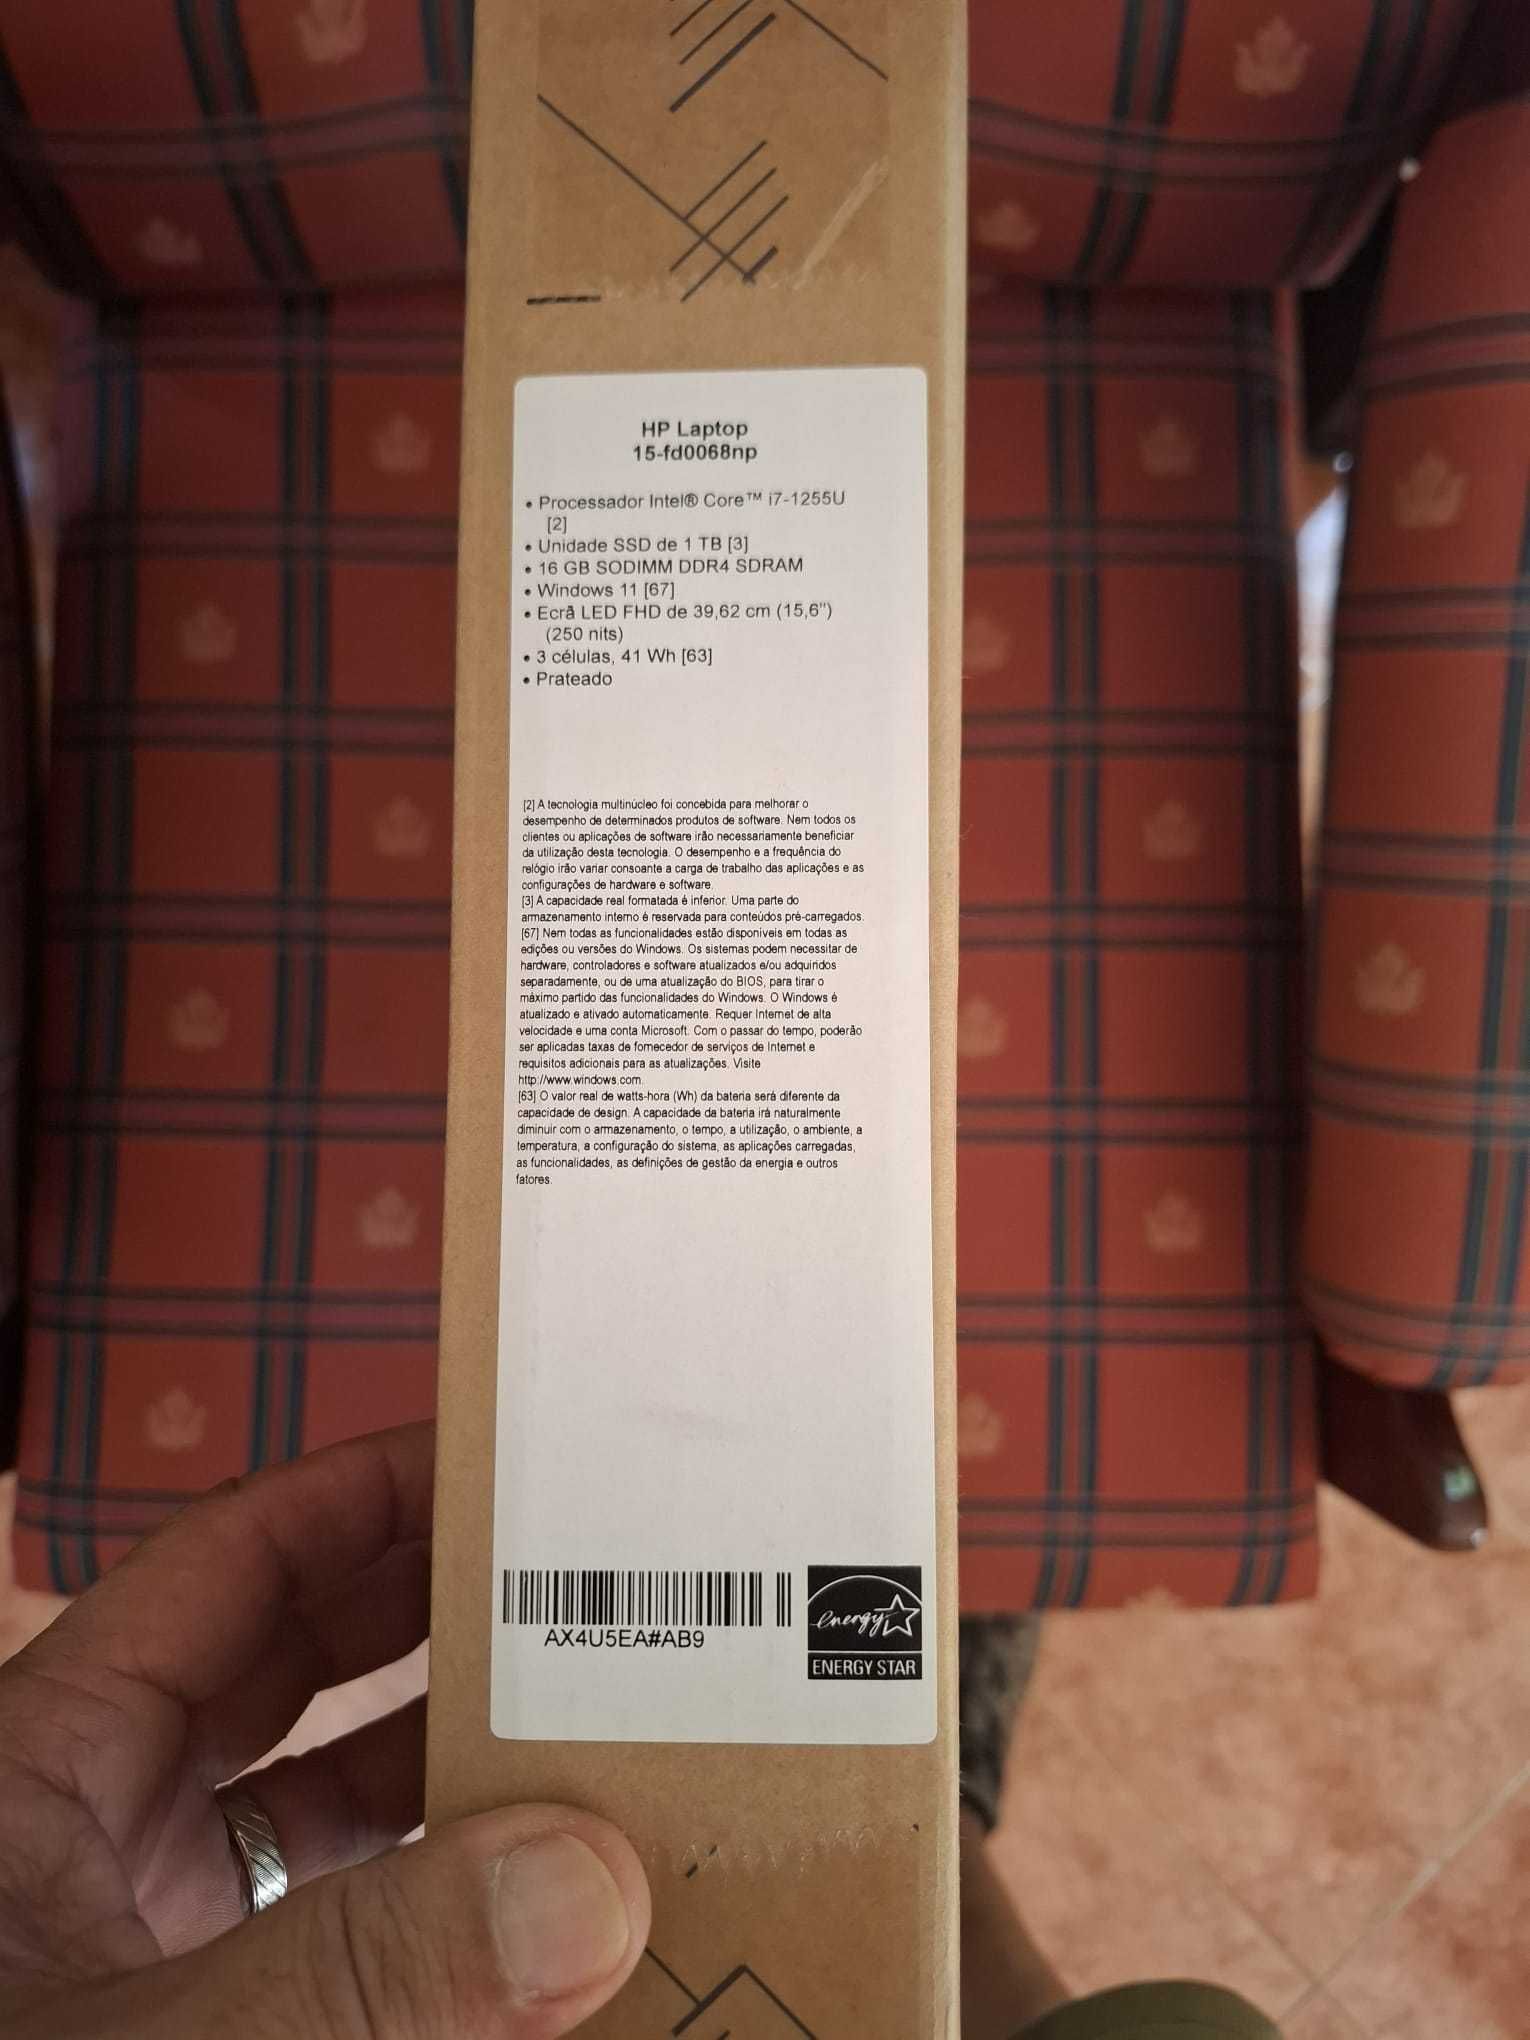 HP Laptop
15-fd0068np
• Processador Intel® Core™ i7-1255U
[2]
• Unidade SSD de 1 TB [3]
• 16 GB SODIMM DDR4 SDRAM
• Windows 11 [67]
• Ecrã LED FHD de 39,62 cm (15,6")
(250 nits)
• 3 células, 41 Wh [63]
• Prateado
[2] A tecnologia multinúcleo foi concebida para melhorar o
desempenho de determinados produtos de software. Nem todos os
clientes ou aplicações de software irão necessariamente beneficiar
da utilização desta tecnologia. O desempenho e a frequência do
relógio irão variar consoante a carga de trabalho das aplicações e as
configurações de hardware e software.
[3] A capacidade real formatada é inferior. Uma parte do
armazenamento interno é reservada para conteúdos pré-carregados.
[67] Nem todas as funcionalidades estão disponíveis em todas as
edições ou versões do Windows. Os sistemas podem necessitar de
hardware, controladores e software atualizados e/ou adquiridos
separadamente, ou de uma atualização do BIOS, para tirar o
máximo partido das funcionalidades do Windows. O Windows é
atualizado e ativado automaticamente. Requer Internet de alta
velocidade e uma conta Microsoft. Com o passar do tempo, poderão
ser aplicadas taxas de fornecedor de serviços de Internet e
requisitos adicionais para as atualizações. Visite
http://www.windows.com.
[63] O valor real de watts-hora (Wh) da bateria será diferente da
capacidade de design. A capacidade da bateria irá naturalmente
diminuir com o armazenamento, o tempo, a utilização, o ambiente, a
temperatura, a configuração do sistema, as aplicações carregadas,
as funcionalidades, as definições de gestão da energia e outros
fatores.
AX4U5EA#AB9
energy
ENERGY STAR